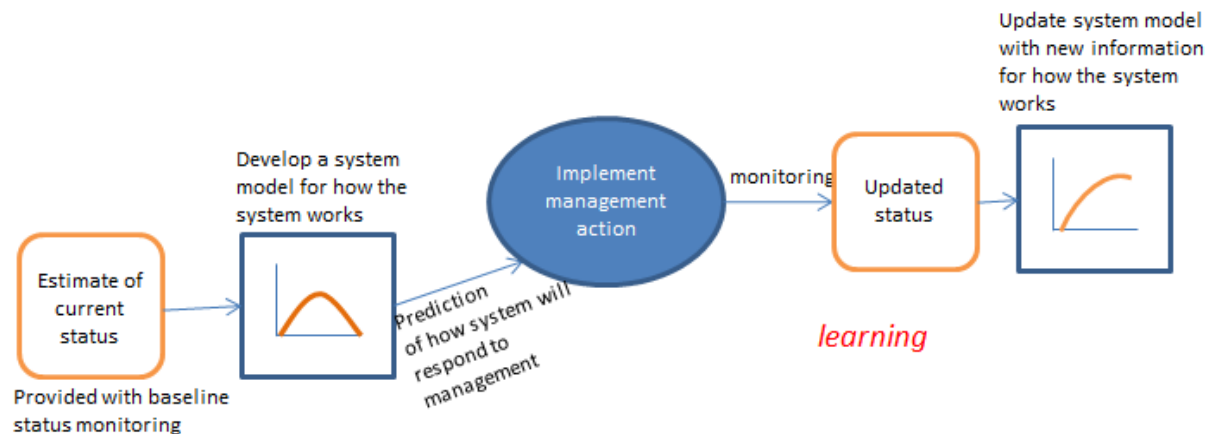 Estimate of
current
status
Provided with baseline
status monitoring
Develop a system
model for how the
system works
Prediction
of how system will
respond to
management
Implement
management
action
monitoring
Updated
status
learning
Update system model
with new information
for how the system
works